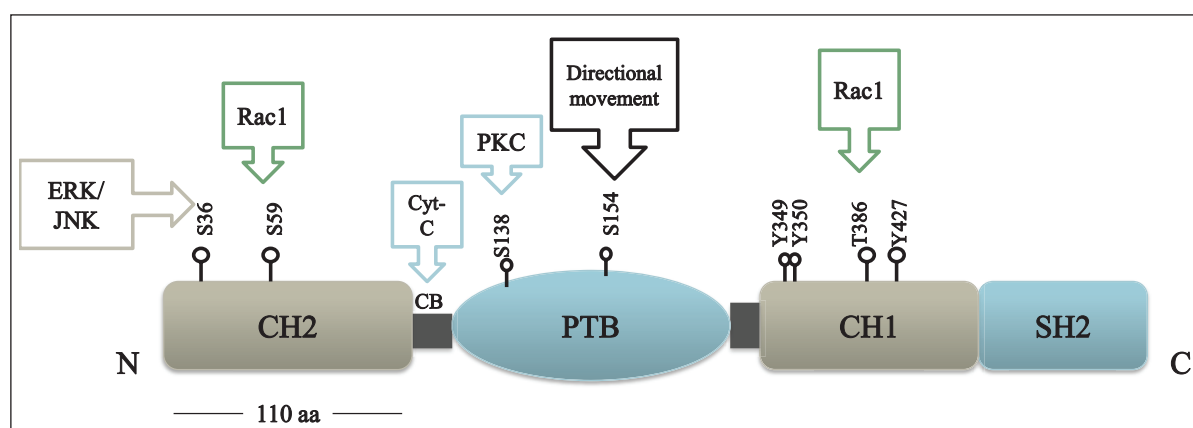 Directional
movement
Rac1
Rac1
PKC
ERK/
JNK
Cyt-
C
S36
S59
S138
S154
Y349
Y350
T386
Y427
CB
CH2
PTB
CH1
SH2
N
C
110 aa